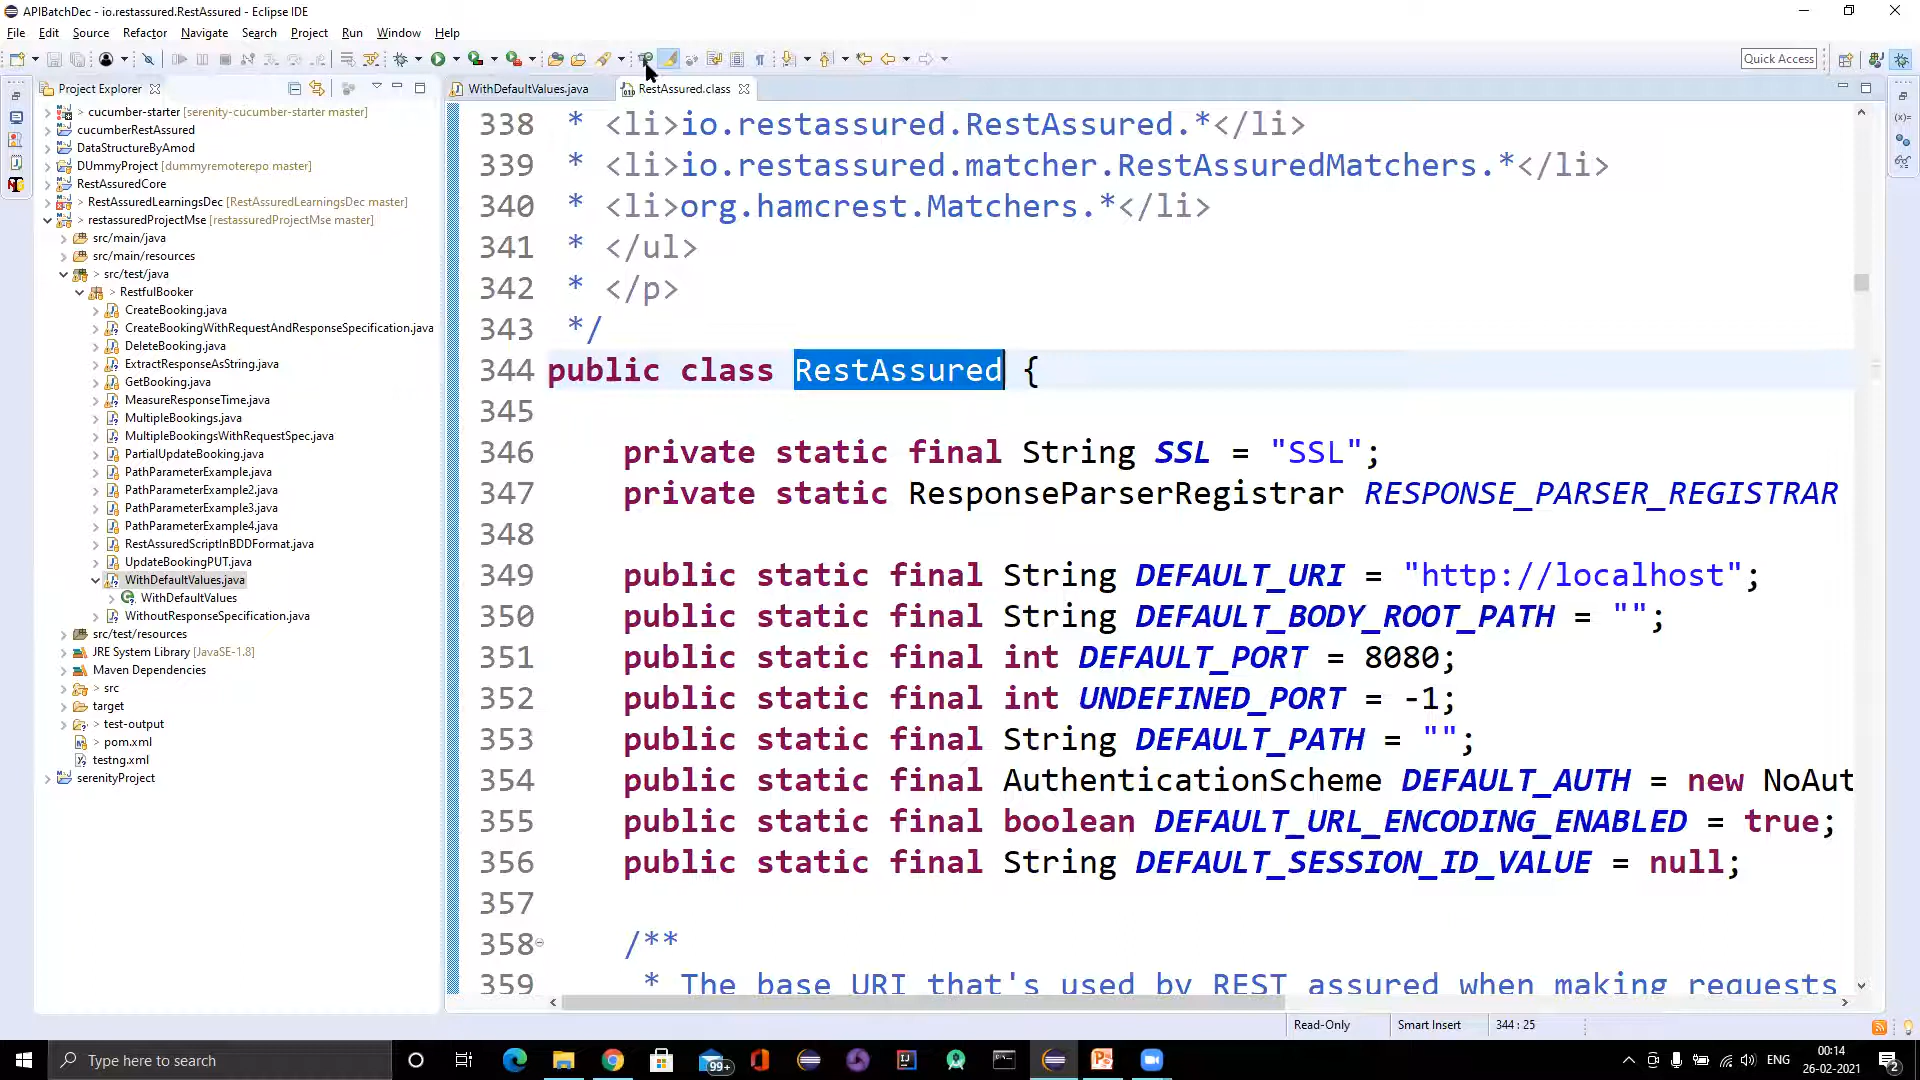 APIBatchDec - io.restassured.RestAssured - Eclipse IDE
File Edit Source Refactor Navigate Search Project Run Window Help
Quick Access
Project Explorer
WithDefaultValues.java
RestAssured.class
> cucumber-starter [serenity-cucumber-starter master]
cucumberRestAssured
DataStructureByAmod
DUmmyProject [dummyremoterepo master]
RestAssuredCore
> RestAssuredLearningsDec [RestAssuredLearningsDec master]
> restassuredProjectMse [restassuredProjectMse master]
src/main/java
src/main/resources
> src/test/java
> RestfulBooker
CreateBooking.java
CreateBookingWithRequestAndResponseSpecification.java
DeleteBooking.java
ExtractResponseAsString.java
GetBooking.java
MeasureResponseTime.java
MultipleBookings.java
MultipleBookingsWithRequestSpec.java
PartialUpdateBooking.java
PathParameterExample.java
PathParameterExample2.java
PathParameterExample3.java
PathParameterExample4.java
RestAssuredScriptInBDDFormat.java
UpdateBookingPUT.java
WithDefaultValues.java
WithDefaultValues
WithoutResponseSpecification.java
src/test/resources
JRE System Library [JavaSE-1.8]
Maven Dependencies
> src
target
> test-output
> pom.xml
testng.xml
serenityProject
338 * <li>io.restassured.RestAssured.*</li>
339 * <li>io.restassured.matcher.RestAssuredMatchers.*</li>
340 * <li>org.hamcrest.Matchers.*</li>
341 * </ul>
342 * </p>
343 */
344 public class RestAssured {
345
346 private static final String SSL = "SSL";
347 private static ResponseParserRegistrar RESPONSE_PARSER_REGISTRAR
348
349 public static final String DEFAULT_URI = "http://localhost";
350 public static final String DEFAULT_BODY_ROOT_PATH = "";
351 public static final int DEFAULT_PORT = 8080;
352 public static final int UNDEFINED_PORT = -1;
353 public static final String DEFAULT_PATH = "";
354 public static final AuthenticationScheme DEFAULT_AUTH = new NoAut
355 public static final boolean DEFAULT_URL_ENCODING_ENABLED = true;
356 public static final String DEFAULT_SESSION_ID_VALUE = null;
357
358 /**
359 * The base URI that's used by REST assured when making requests
Read-Only Smart Insert 344 : 25
Type here to search
99+
ENG
00:14
26-02-2021
2